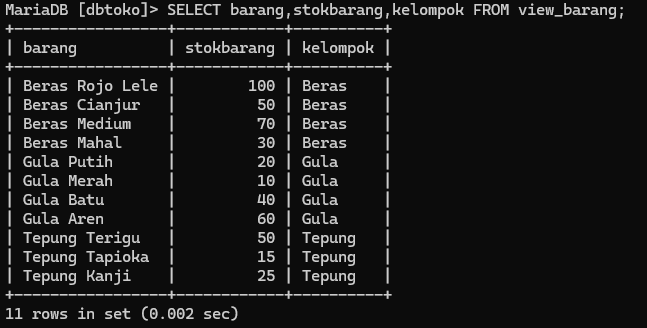 MariaDB [dbtoko]> SELECT barang,stokbarang,kelompok FROM view_barang;
+-----------------+------------+----------+
| barang          | stokbarang | kelompok |
+-----------------+------------+----------+
| Beras Rojo Lele |        100 | Beras    |
| Beras Cianjur   |         50 | Beras    |
| Beras Medium    |         70 | Beras    |
| Beras Mahal     |         30 | Beras    |
| Gula Putih      |         20 | Gula     |
| Gula Merah      |         10 | Gula     |
| Gula Batu       |         40 | Gula     |
| Gula Aren       |         60 | Gula     |
| Tepung Terigu   |         50 | Tepung   |
| Tepung Tapioka  |         15 | Tepung   |
| Tepung Kanji    |         25 | Tepung   |
+-----------------+------------+----------+
11 rows in set (0.002 sec)